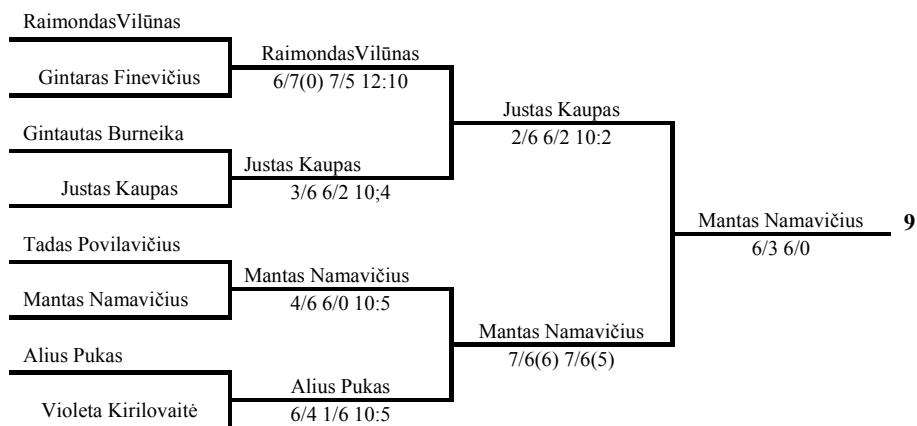 RaimondasVilūnas
RaimondasVilūnas
Gintaras Finevičius
6/7(0) 7/5 12:10
Justas Kaupas
Gintautas Burneika
2/6 6/2 10:2
Justas Kaupas
Justas Kaupas
3/6 6/2 10;4
Mantas Namavičius 9
Tadas Povilavičius
6/3 6/0
Mantas Namavičius
Mantas Namavičius
4/6 6/0 10:5
Mantas Namavičius
Alius Pukas
7/6(6) 7/6(5)
Alius Pukas
Violeta Kirilovaitė
6/4 1/6 10:5